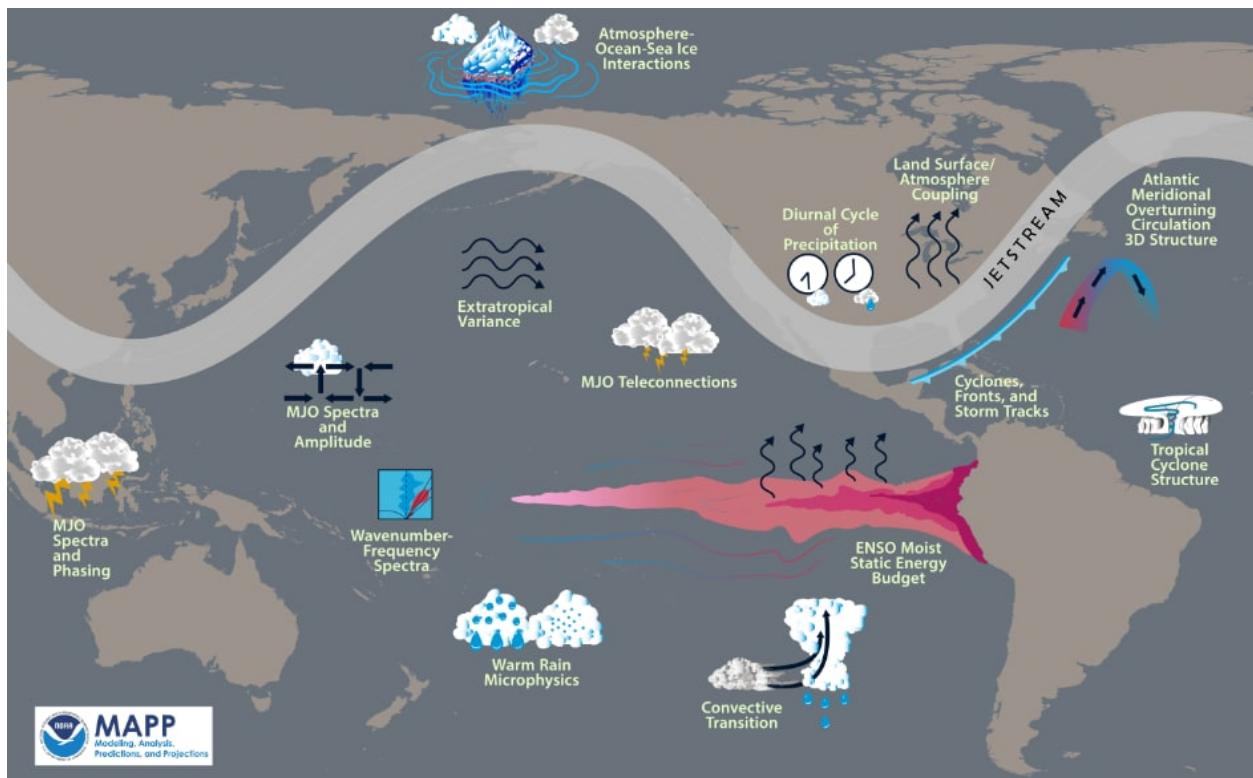 Atmosphere-
Ocean-Sea Ice
Interactions
Land Surface/
Atmosphere
Coupling
Atlantic
Meridional
Overturning
Circulation
3D Structure
Diurnal Cycle
of
Precipitation
JETSTREAM
Extratropical
Variance
MJO Teleconnections
MJO Spectra
and
Amplitude
Cyclones,
Fronts, and
Storm Tracks
Tropical
Cyclone
Structure
MJO
Spectra
and
Phasing
Wavenumber-
Frequency
Spectra
ENSO Moist
Static Energy
Budget
Warm Rain
Microphysics
Convective
Transition
NOAA
MAPP
Modeling, Analysis,
Predictions, and Projections